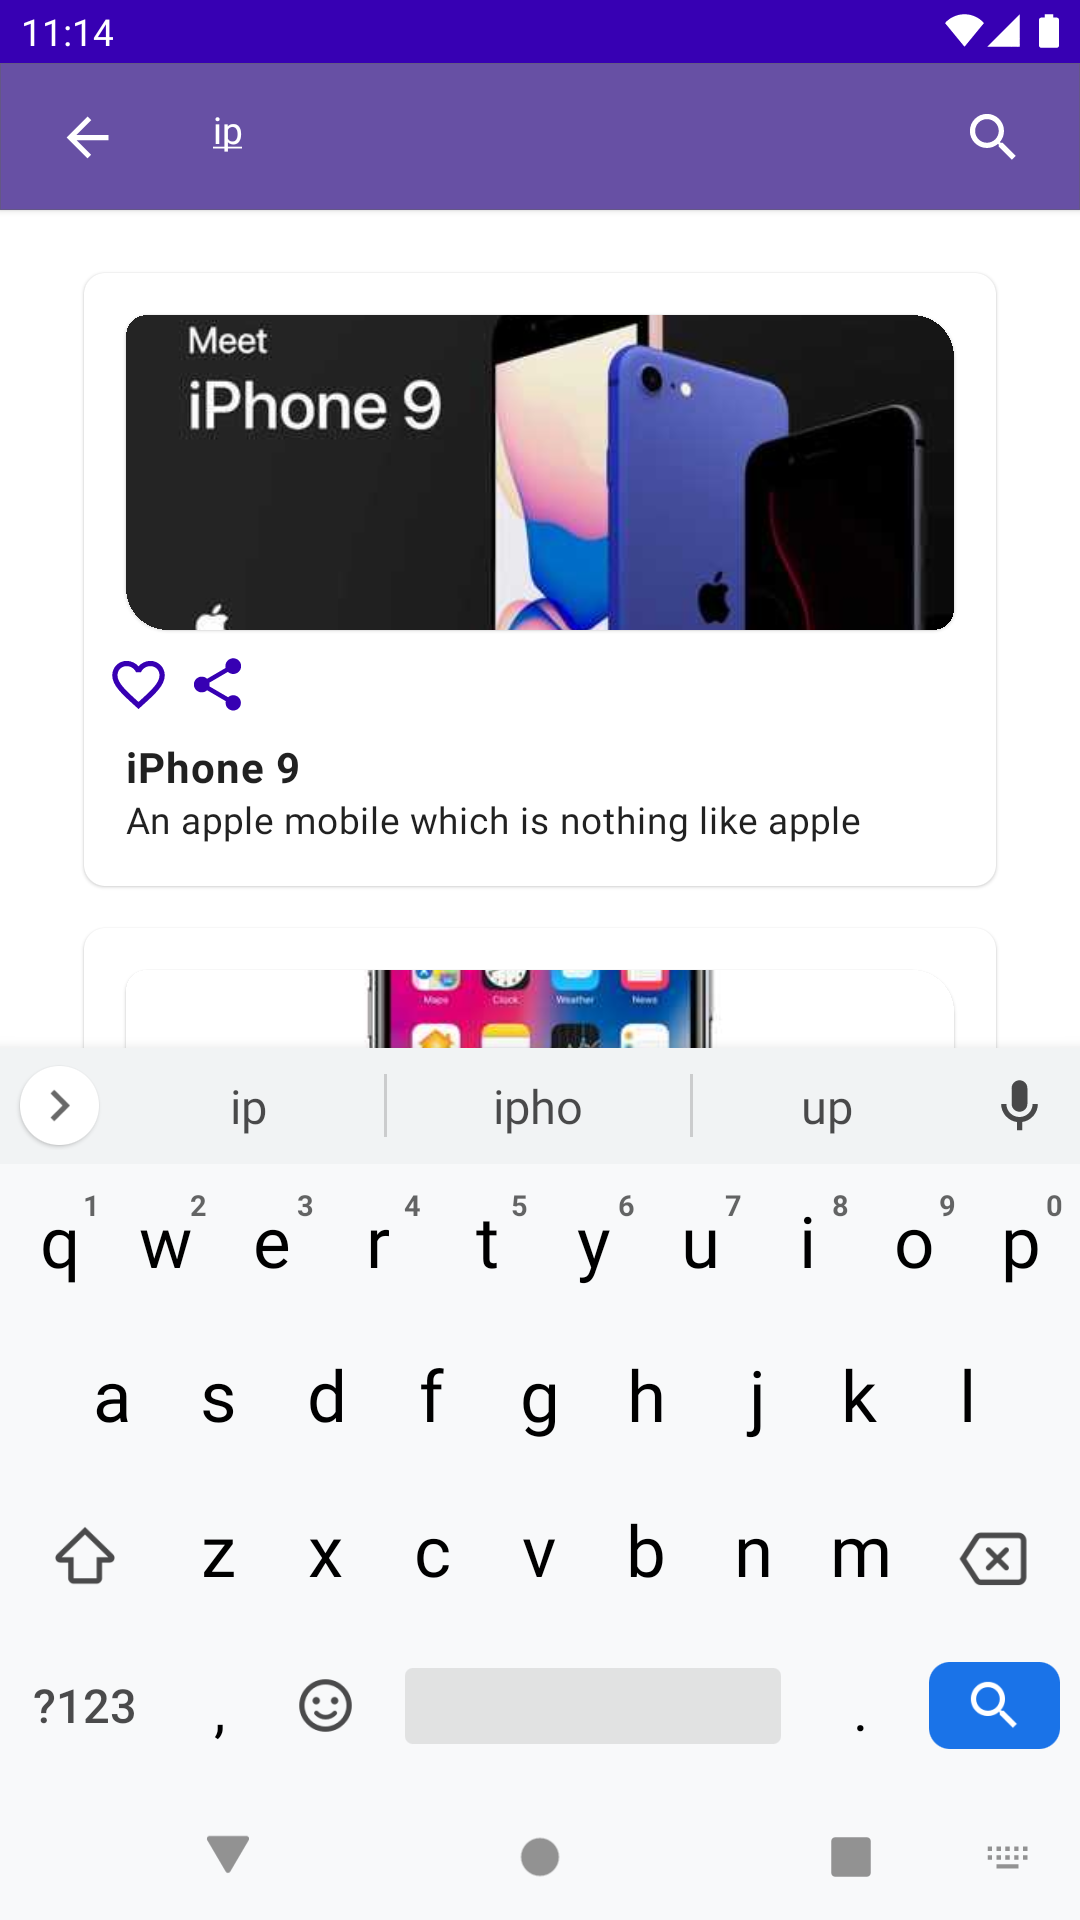 11:14
ip
Meet
iPhone 9
iPhone 9
An apple mobile which is nothing like apple
Maps Clock Weather News
ip ipho up
q 1 w 2 e 3 r 4 t 5 y 6 u 7 i 8 o 9 p 0
a s d f g h j k l
z x c v b n m
?123 , .